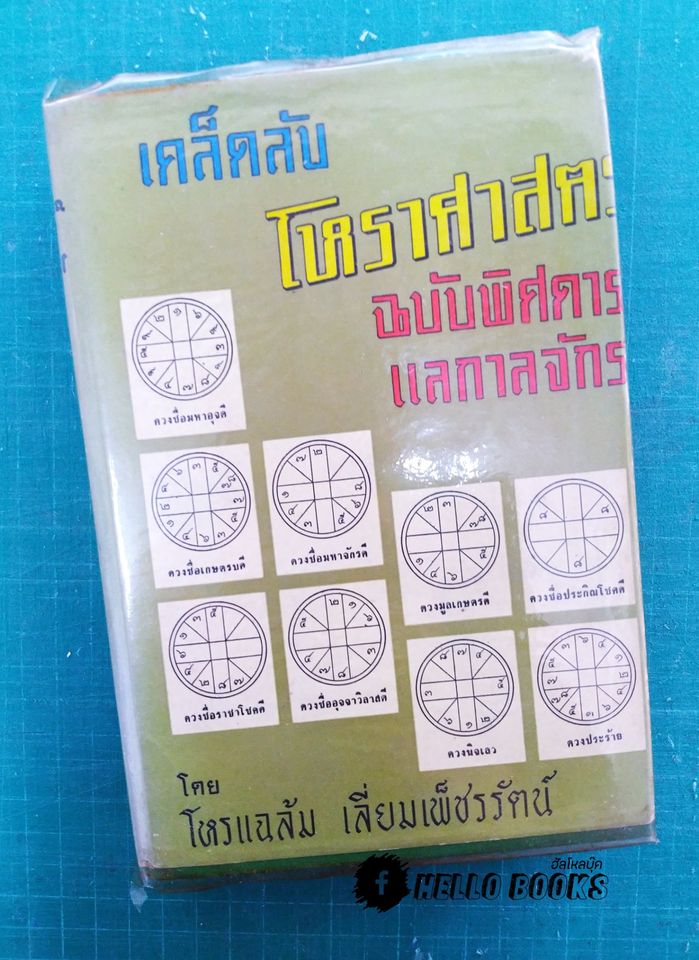 เคล็ดลับ
โหราศาสตร
ฉบับพิศดาร
แลกาลจักร
ดวงชื่อมหาอุจดี
ดวงชื่อเกษตรบดี
ดวงชื่อมหาจักรดี
ดวงมูลเกษตรดี
ดวงชื่อประกิณโชคดี
ดวงชื่อราชาโชคดี
ดวงชื่ออุจจาวิลาสดี
ดวงนิจเลว
ดวงประร้าย
โดย
โหรแฉล้ม เลี่ยมเพ็ชรรัตน์
ฮัลโหลบุ๊ค
f HELLO BOOKS